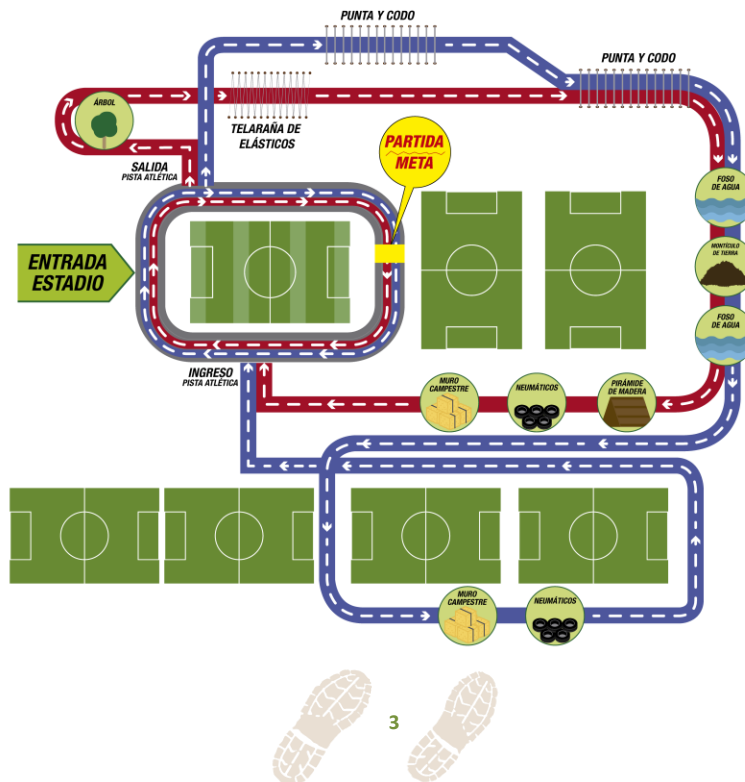 PUNTA Y CODO
PUNTA Y CODO
ÁRBOL
TELARAÑA DE
ELÁSTICOS
PARTIDA
META
SALIDA
PISTA ATLÉTICA
FOSO
DE AGUA
ENTRADA
ESTADIO
MONTÍCULO
DE TIERRA
FOSO
DE AGUA
INGRESO
PISTA ATLÉTICA
MURO
CAMPESTRE
NEUMÁTICOS
PIRÁMIDE
DE MADERA
MURO
CAMPESTRE
NEUMÁTICOS
3